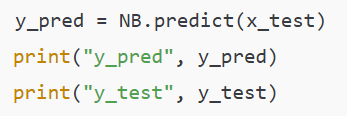 y_pred = NB.predict(x_test)
print("y_pred", y_pred)
print("y_test", y_test)